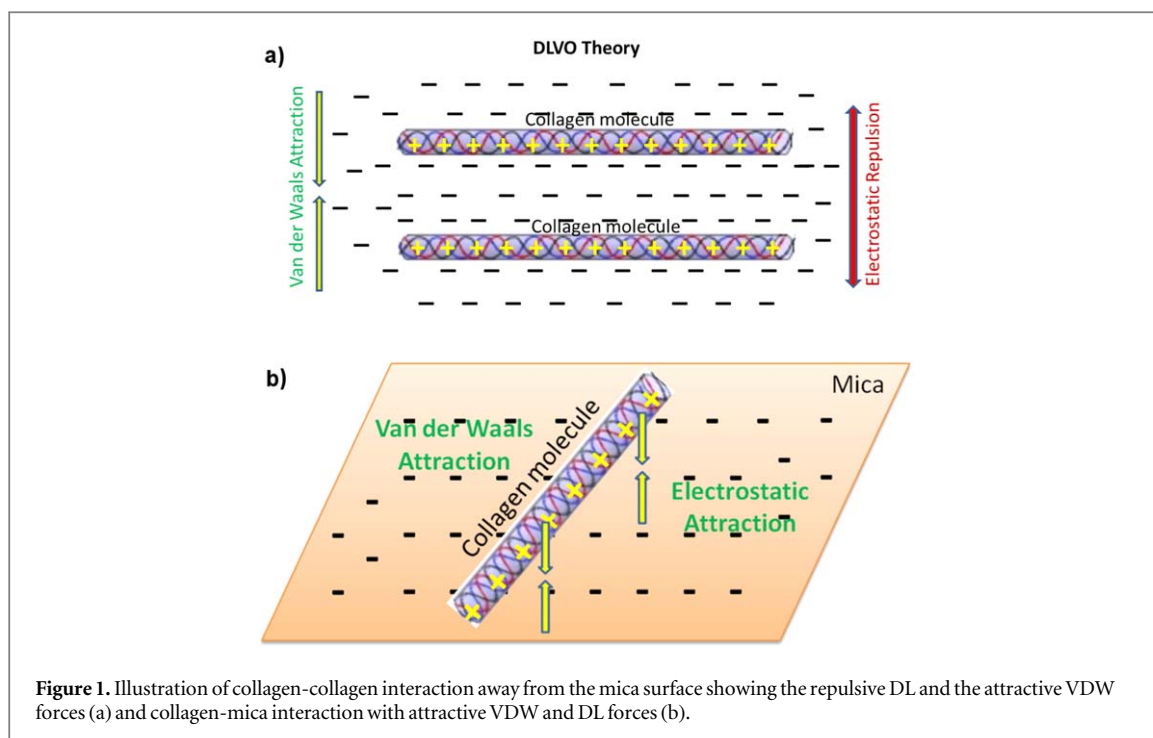 DLVO Theory
a)
Van der Waals Attraction
Collagen molecule
Collagen molecule
Electrostatic Repulsion
b)
Mica
Van der Waals
Attraction
Collagen molecule
Electrostatic
Attraction
Figure 1. Illustration of collagen-collagen interaction away from the mica surface showing the repulsive DL and the attractive VDW
forces (a) and collagen-mica interaction with attractive VDW and DL forces (b).